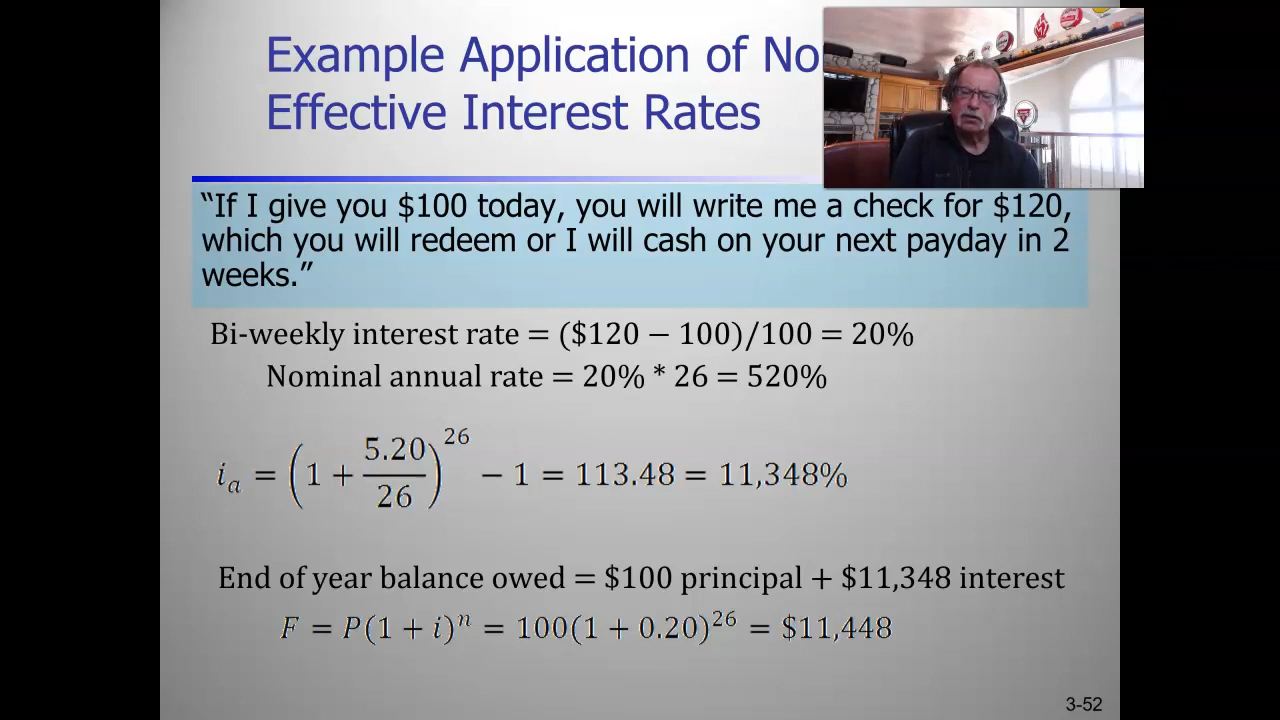 Example Application of No
Effective Interest Rates
“If I give you $100 today, you will write me a check for $120,
which you will redeem or I will cash on your next payday in 2
weeks.”
Bi-weekly interest rate = ($120 − 100)/100 = 20%
Nominal annual rate = 20% * 26 = 520%
i_a = (1 + 5.20/26)^26 − 1 = 113.48 = 11,348%
End of year balance owed = $100 principal + $11,348 interest
F = P(1 + i)^n = 100(1 + 0.20)^26 = $11,448
3-52